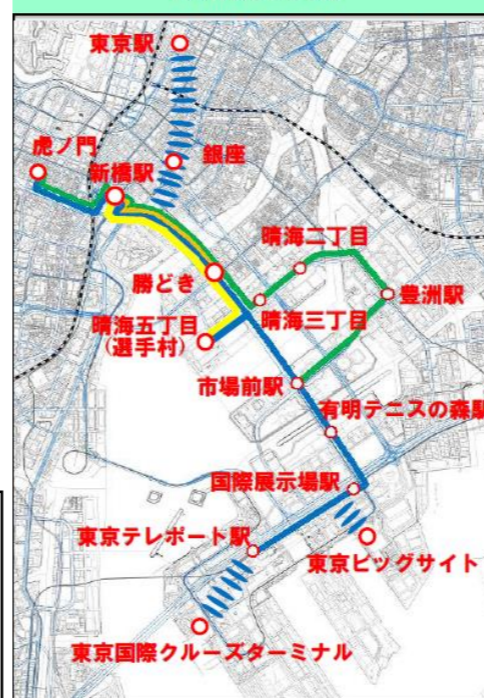 東京駅
虎ノ門
新橋駅
銀座
晴海二丁目
勝どき
豊洲駅
晴海三丁目
晴海五丁目
(選手村)
市場前駅
有明テニスの森駅
国際展示場駅
東京テレポート駅
東京ビッグサイト
東京国際クルーズターミナル